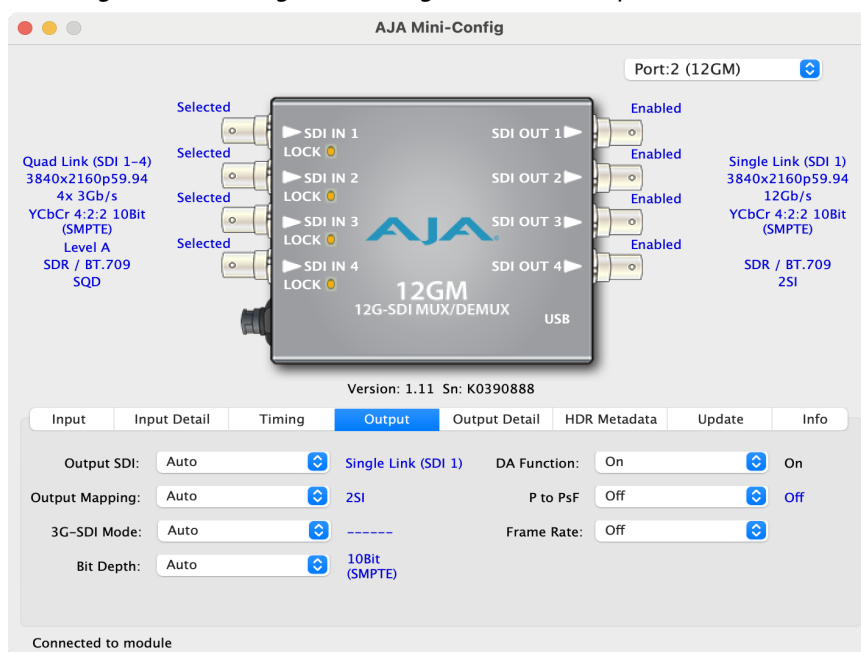 AJA Mini-Config
Port:2 (12GM)
Selected
Selected
Selected
Selected
Quad Link (SDI 1-4)
3840x2160p59.94
4x 3Gb/s
YCbCr 4:2:2 10Bit
(SMPTE)
Level A
SDR / BT.709
SQD
SDI IN 1
LOCK
SDI IN 2
LOCK
SDI IN 3
LOCK
SDI IN 4
LOCK
SDI OUT 1
SDI OUT 2
SDI OUT 3
SDI OUT 4
AJA
12GM
12G-SDI MUX/DEMUX
USB
Enabled
Enabled
Enabled
Enabled
Single Link (SDI 1)
3840x2160p59.94
12Gb/s
YCbCr 4:2:2 10Bit
(SMPTE)
SDR / BT.709
2SI
Version: 1.11 Sn: K0390888
Input Input Detail Timing Output Output Detail HDR Metadata Update Info
Output SDI: Auto Single Link (SDI 1) DA Function: On On
Output Mapping: Auto 2SI P to PsF Off Off
3G-SDI Mode: Auto ------ Frame Rate: Off
Bit Depth: Auto 10Bit
(SMPTE)
Connected to module